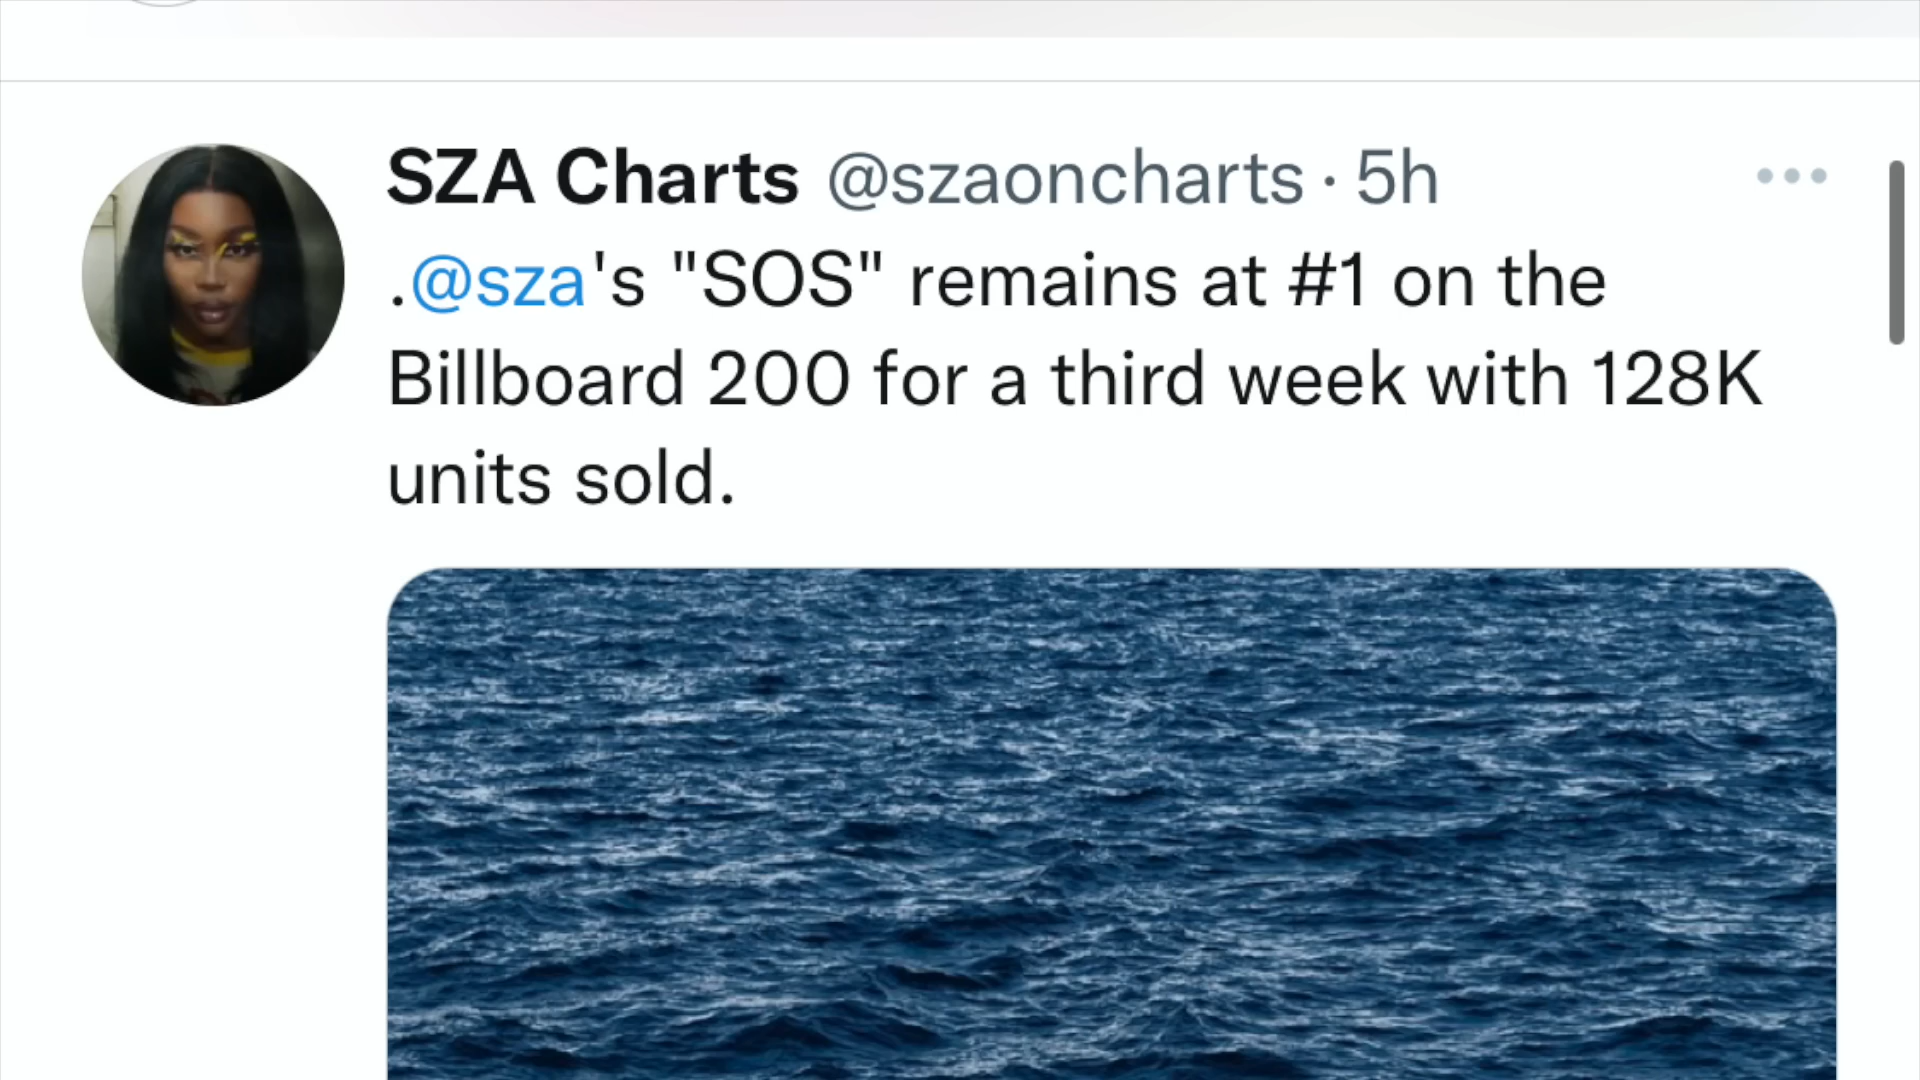 SZA Charts @szaoncharts · 5h
.@sza's "SOS" remains at #1 on the
Billboard 200 for a third week with 128K
units sold.